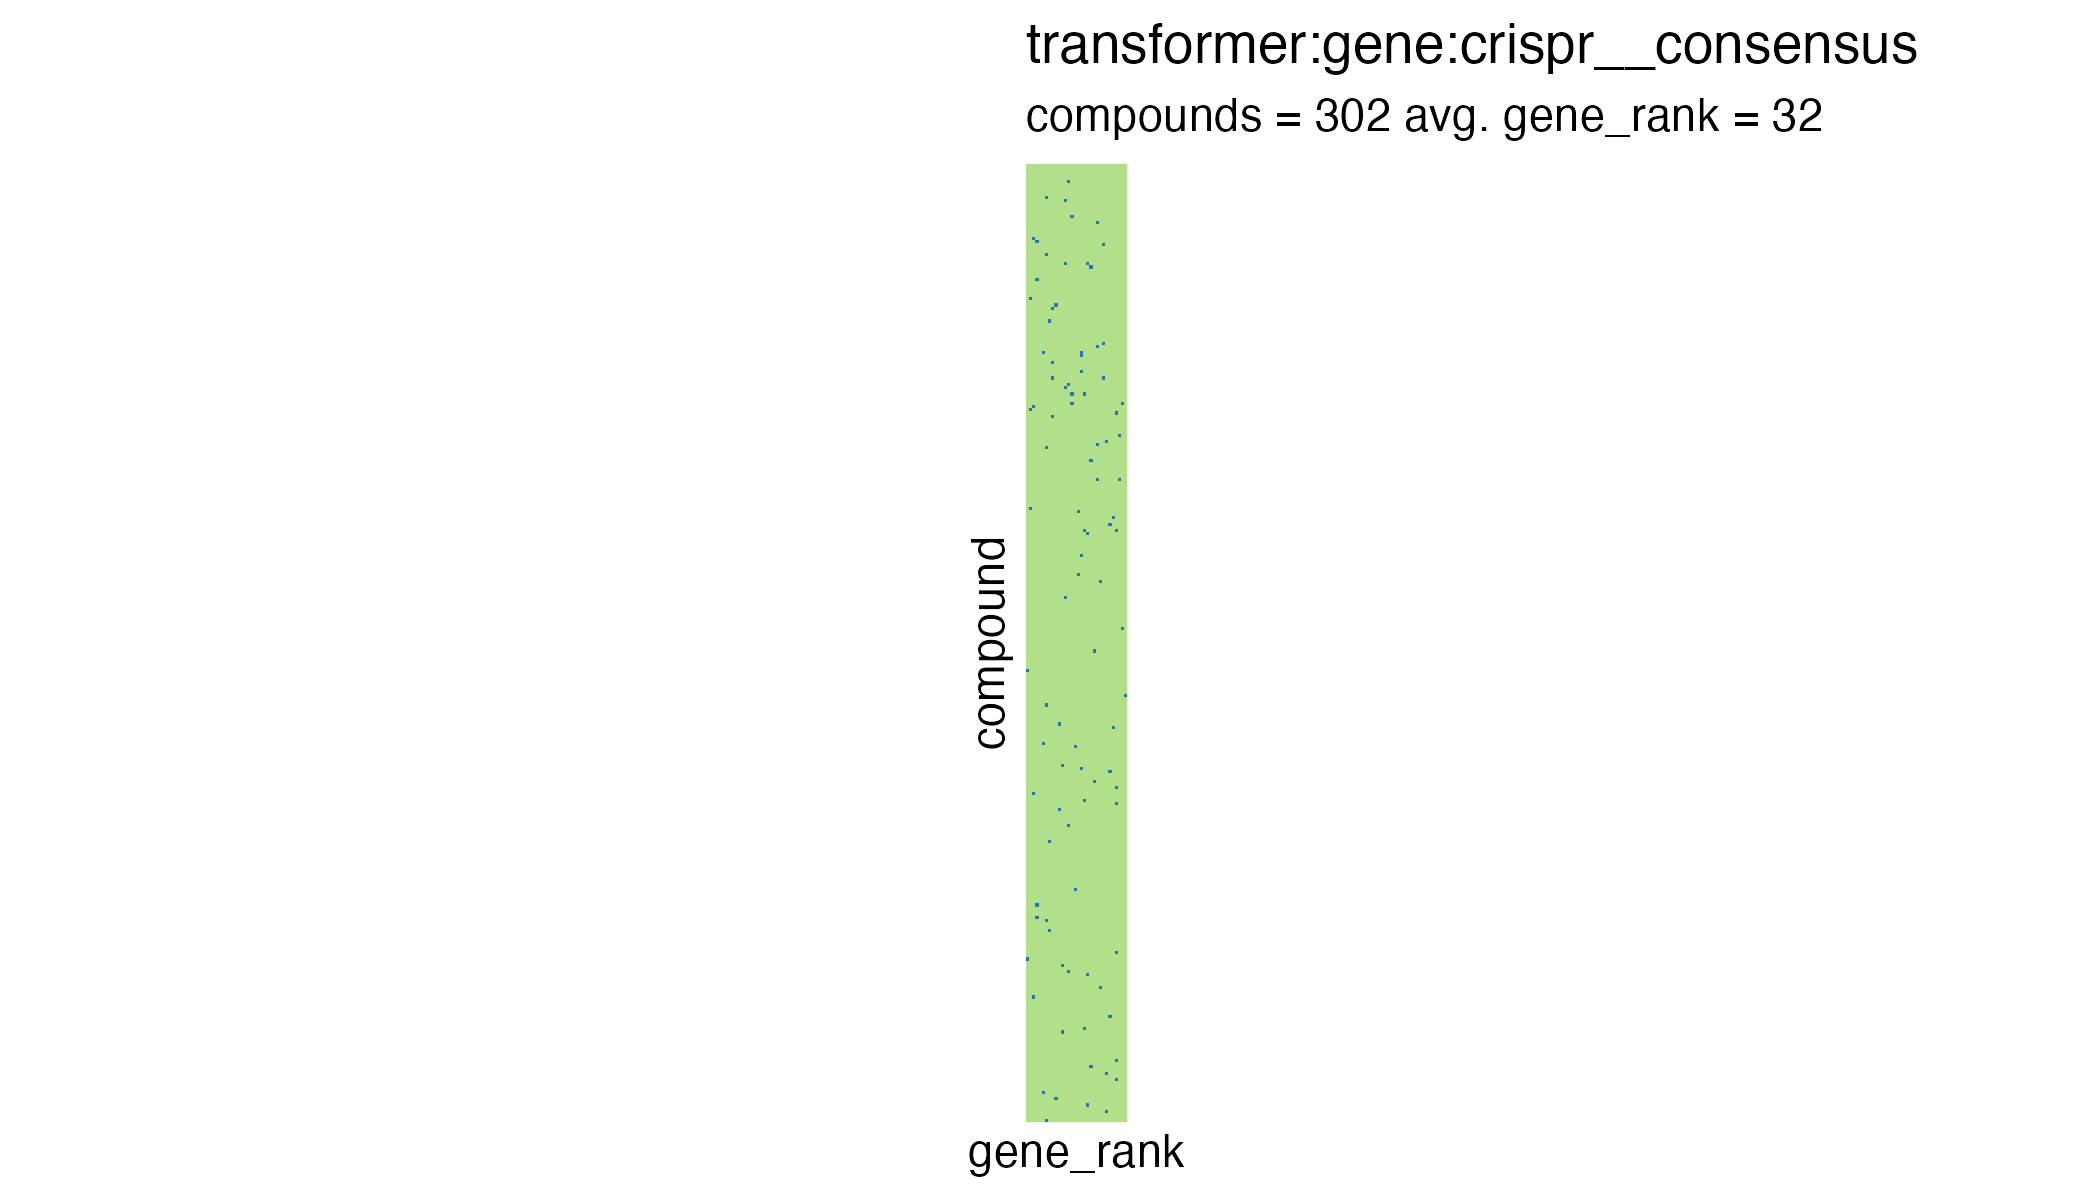 transformer:gene:crispr__consensus
compounds = 302 avg. gene_rank = 32
compound
gene_rank